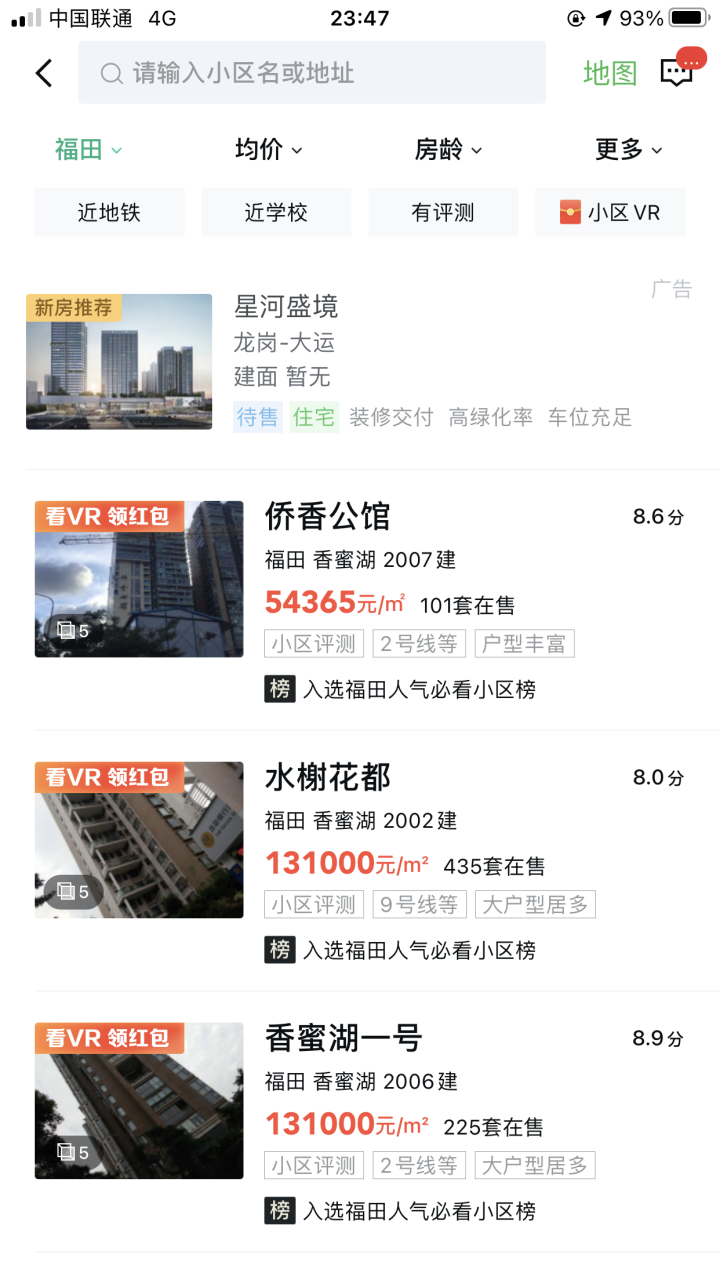 中国联通 4G 23:47 93%
请输入小区名或地址 地图 ...
福田 均价 房龄 更多
近地铁 近学校 有评测 小区VR
广告
新房推荐 星河盛境
龙岗-大运
建面 暂无
待售 住宅 装修交付 高绿化率 车位充足
看VR 领红包 侨香公馆 8.6分
福田 香蜜湖 2007建
54365元/㎡ 101套在售
5 小区评测 2号线等 户型丰富
榜 入选福田人气必看小区榜
看VR 领红包 水榭花都 8.0分
福田 香蜜湖 2002建
131000元/m² 435套在售
5 小区评测 9号线等 大户型居多
榜 入选福田人气必看小区榜
看VR 领红包 香蜜湖一号 8.9分
福田 香蜜湖 2006建
131000元/m² 225套在售
5 小区评测 2号线等 大户型居多
榜 入选福田人气必看小区榜